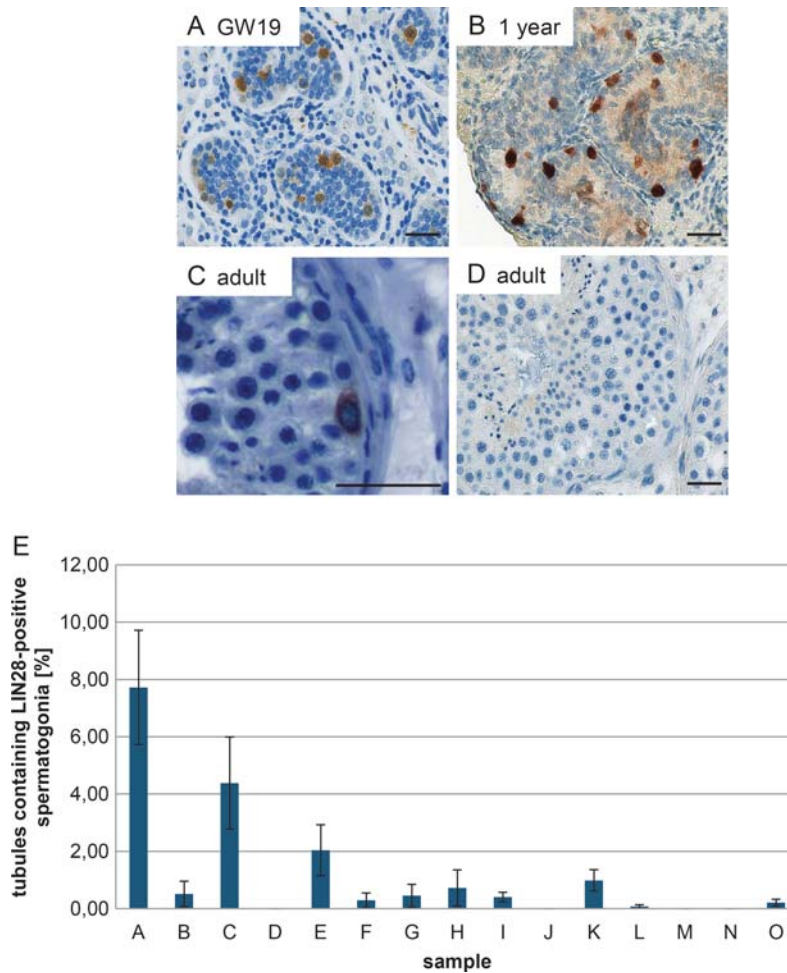 A GW19
B 1 year
C adult
D adult
E
tubules containing LIN28-positive
spermatogonia [%]
12,00
10,00
8,00
6,00
4,00
2,00
0,00
A B C D E F G H I J K L M N O
sample